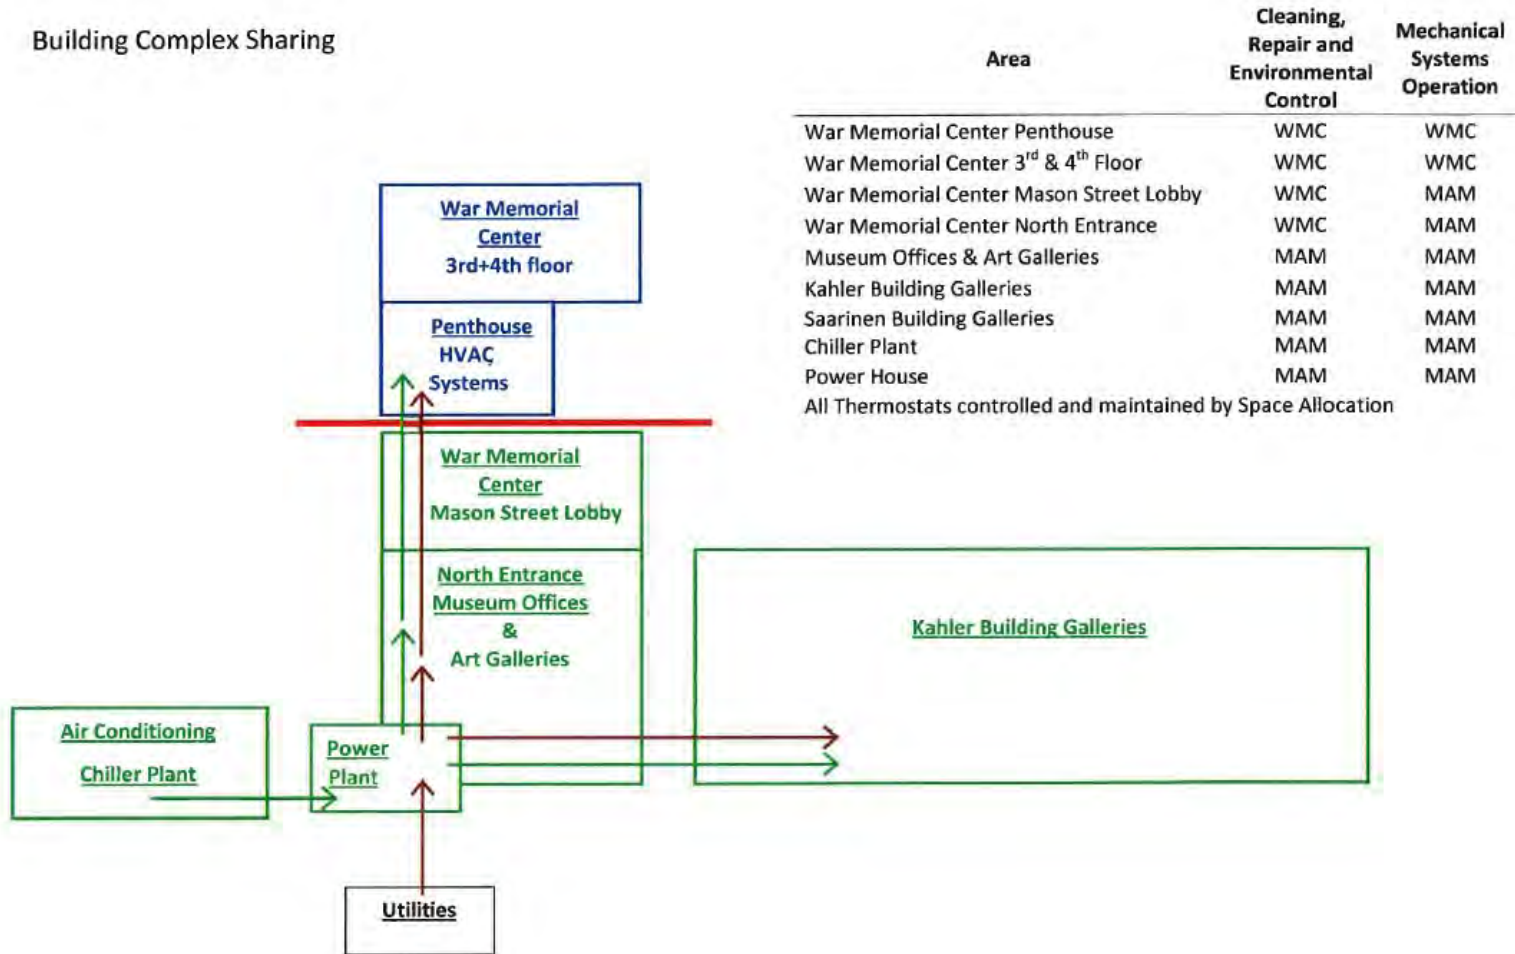 Building Complex Sharing
Area
Cleaning,
Repair and
Environmental
Control
Mechanical
Systems
Operation
War Memorial Center Penthouse WMC WMC
War Memorial Center 3rd & 4th Floor WMC WMC
War Memorial Center Mason Street Lobby WMC MAM
War Memorial Center North Entrance WMC MAM
Museum Offices & Art Galleries MAM MAM
Kahler Building Galleries MAM MAM
Saarinen Building Galleries MAM MAM
Chiller Plant MAM MAM
Power House MAM MAM
All Thermostats controlled and maintained by Space Allocation
War Memorial
Center
3rd+4th floor
Penthouse
HVAC
Systems
War Memorial
Center
Mason Street Lobby
North Entrance
Museum Offices
&
Art Galleries
Kahler Building Galleries
Air Conditioning
Chiller Plant
Power
Plant
Utilities